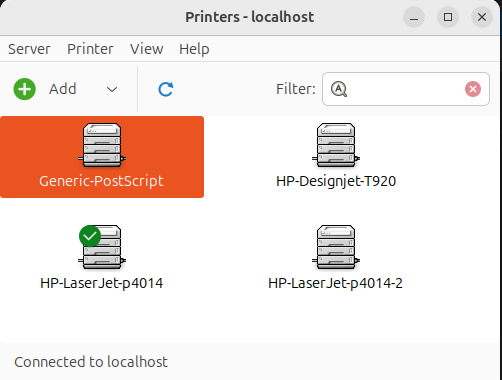 Printers - localhost
Server Printer View Help
Add Filter:
Generic-PostScript HP-Designjet-T920
HP-LaserJet-p4014 HP-LaserJet-p4014-2
Connected to localhost